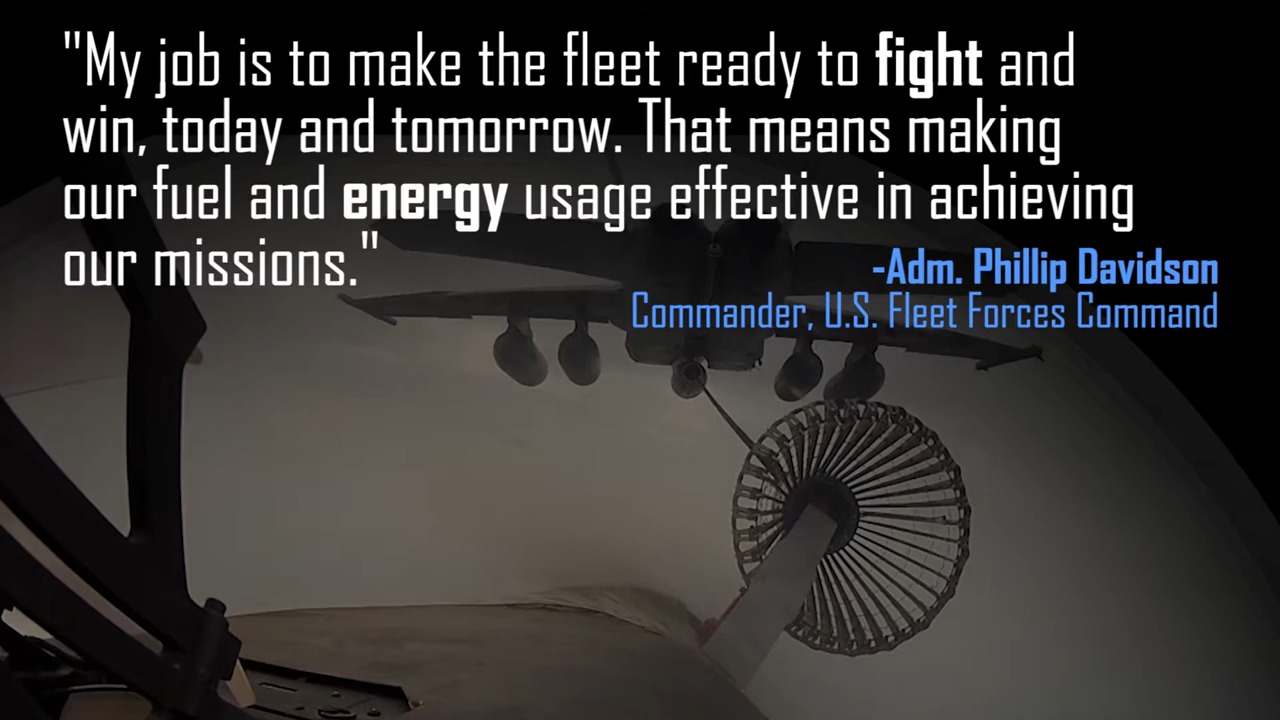 "My job is to make the fleet ready to fight and
win, today and tomorrow. That means making
our fuel and energy usage effective in achieving
our missions."
-Adm. Phillip Davidson
Commander, U.S. Fleet Forces Command